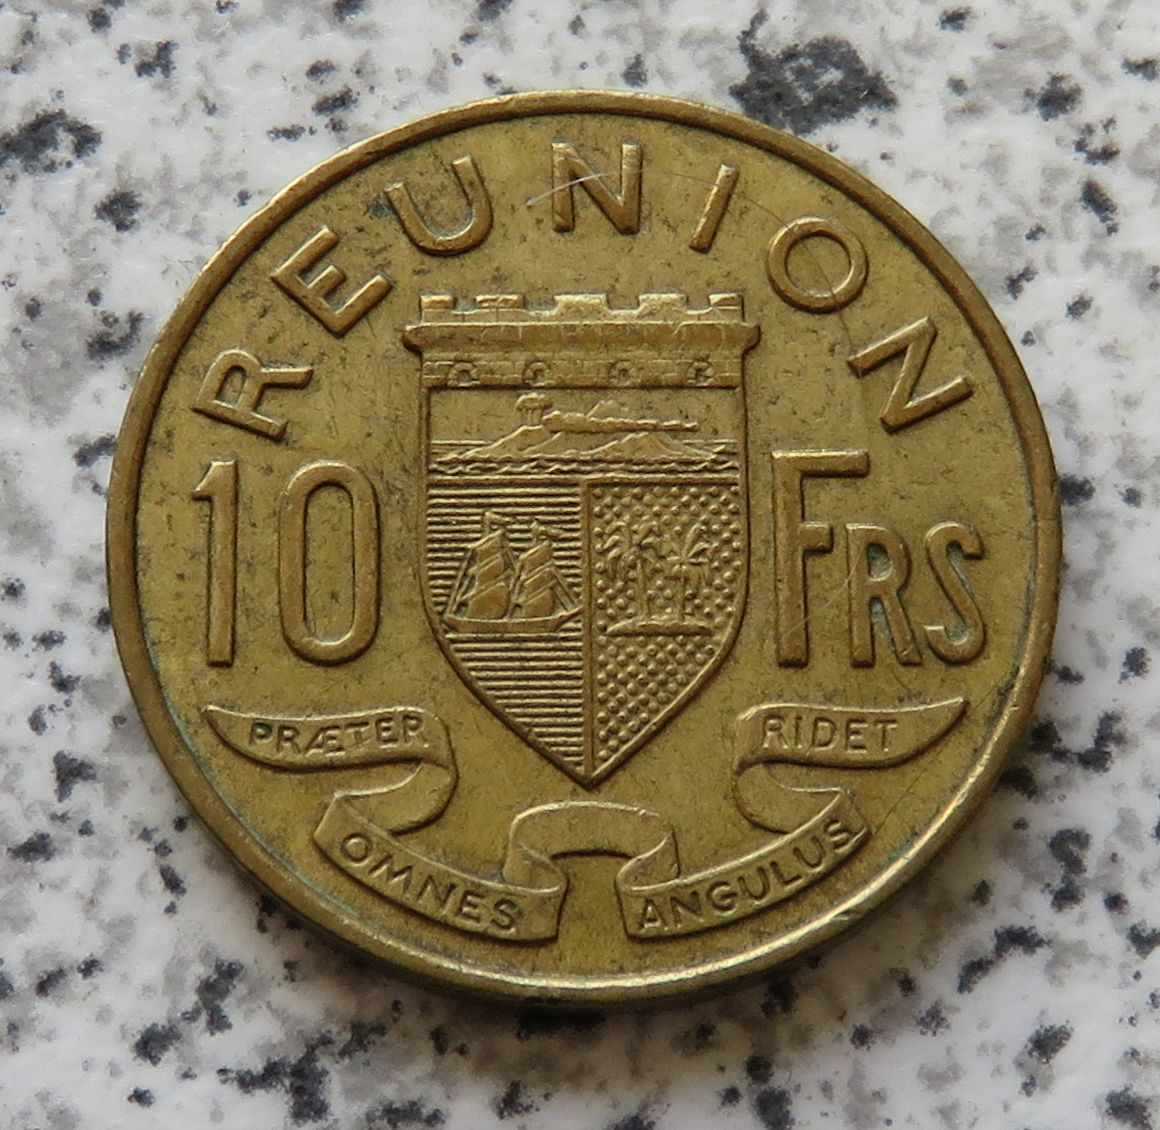 REUNION
10 FRS
PRÆTER OMNES ANGULUS RIDET